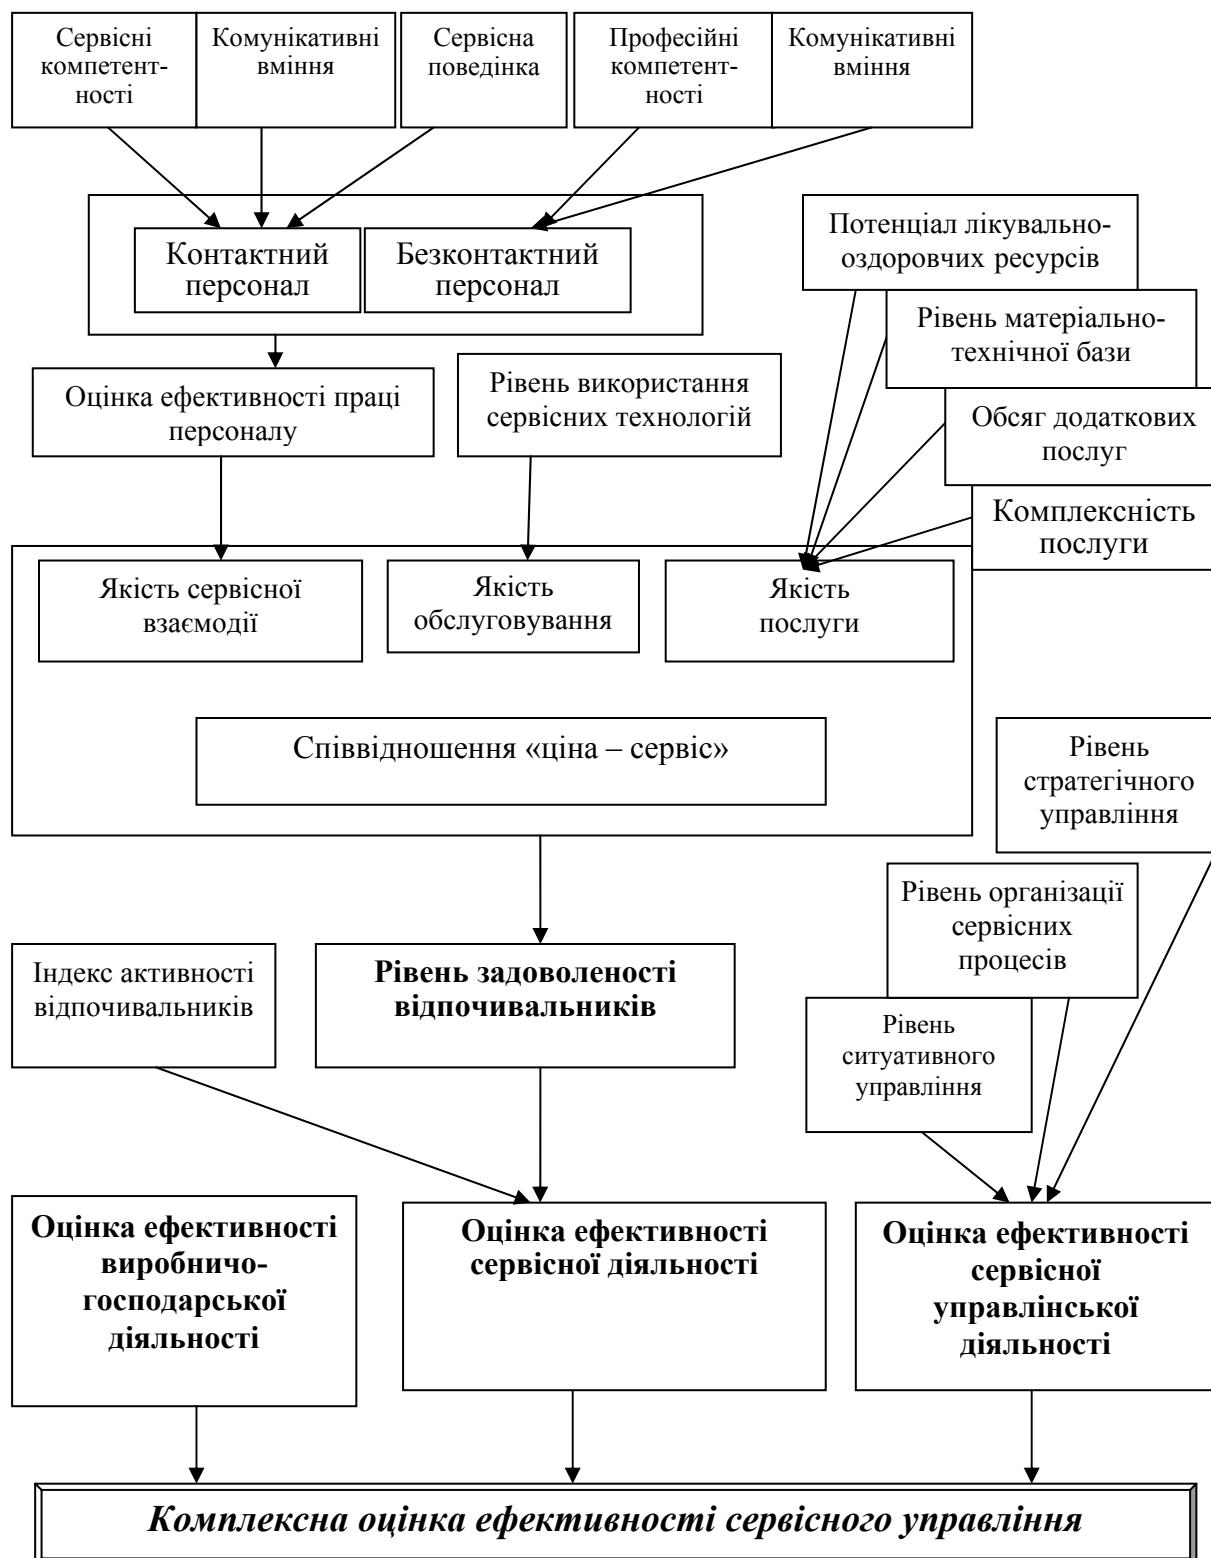 Сервісні
компетент-
ності
Комунікативні
вміння
Сервісна
поведінка
Професійні
компетент-
ності
Комунікативні
вміння
Контактний
персонал
Безконтактний
персонал
Потенціал лікувально-
оздоровчих ресурсів
Рівень матеріально-
технічної бази
Обсяг додаткових
послуг
Комплексність
послуги
Оцінка ефективності праці
персоналу
Рівень використання
сервісних технологій
Якість сервісної
взаємодії
Якість
обслуговування
Якість
послуги
Співвідношення «ціна – сервіс»
Рівень
стратегічного
управління
Рівень організації
сервісних
процесів
Рівень
ситуативного
управління
Індекс активності
відпочивальників
Рівень задоволеності
відпочивальників
Оцінка ефективності
виробничо-
господарської
діяльності
Оцінка ефективності
сервісної діяльності
Оцінка ефективності
сервісної
управлінської
діяльності
Комплексна оцінка ефективності сервісного управління